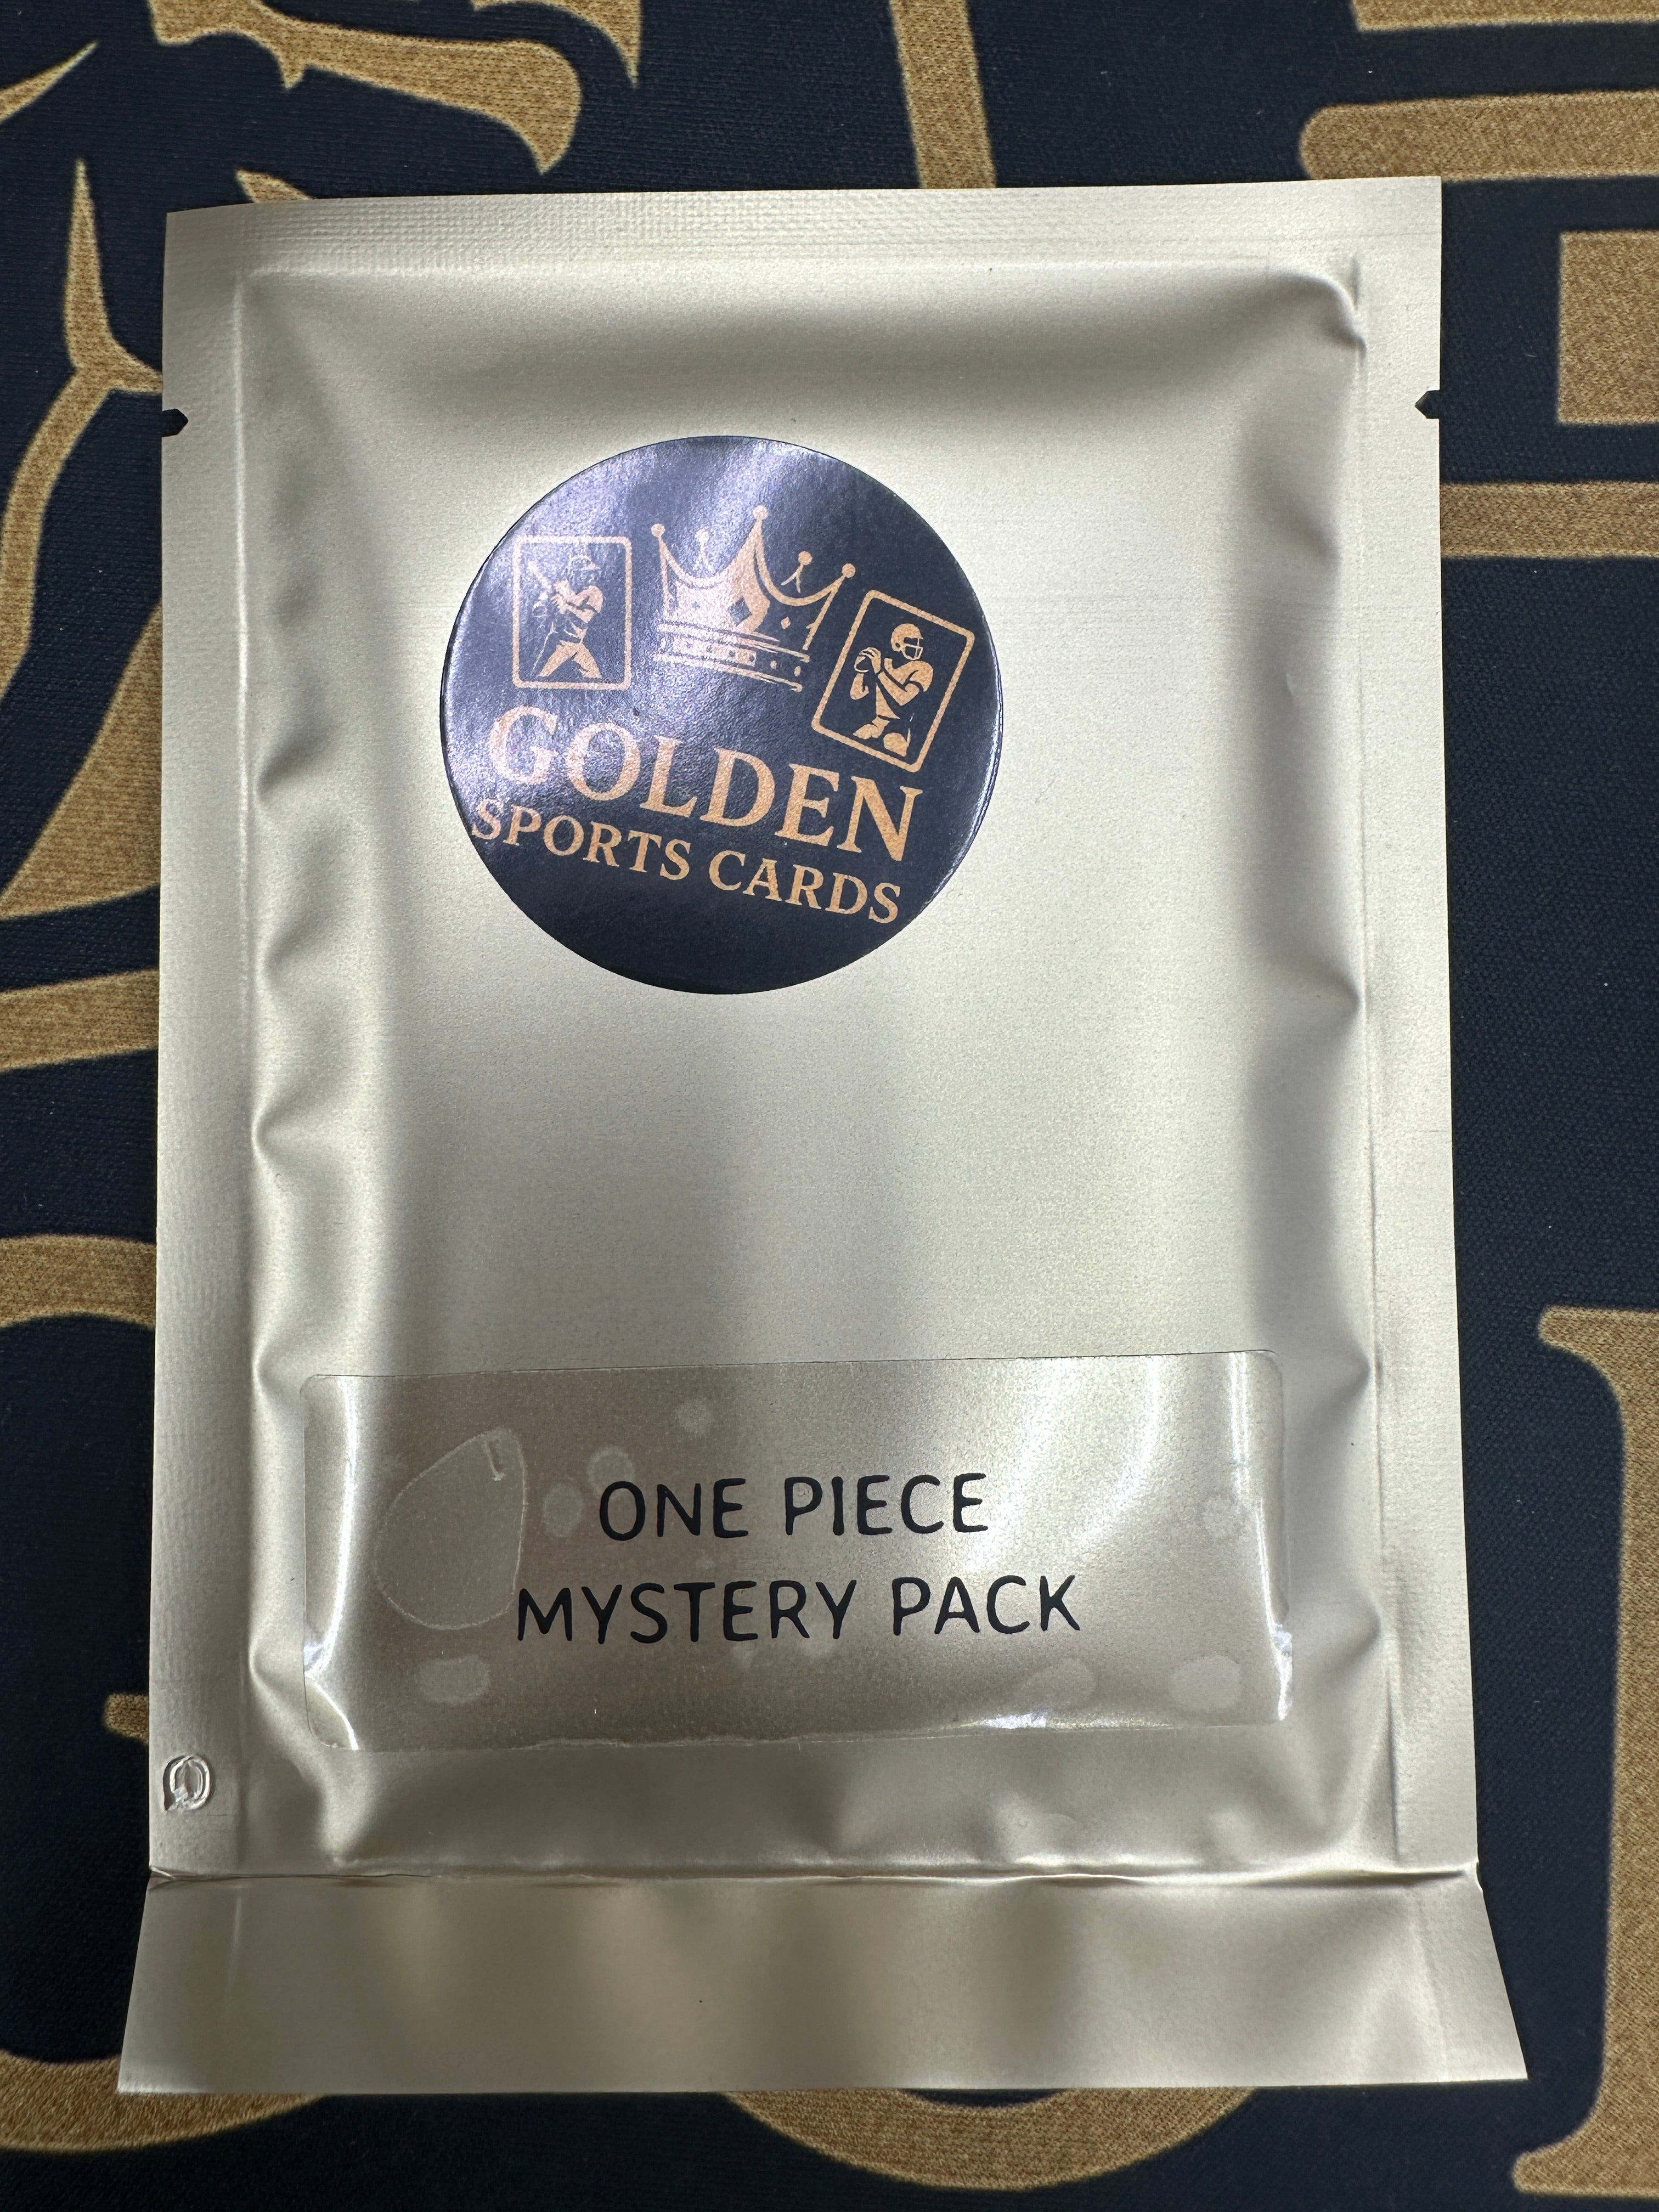 GOLDEN
SPORTS CARDS
ONE PIECE
MYSTERY PACK